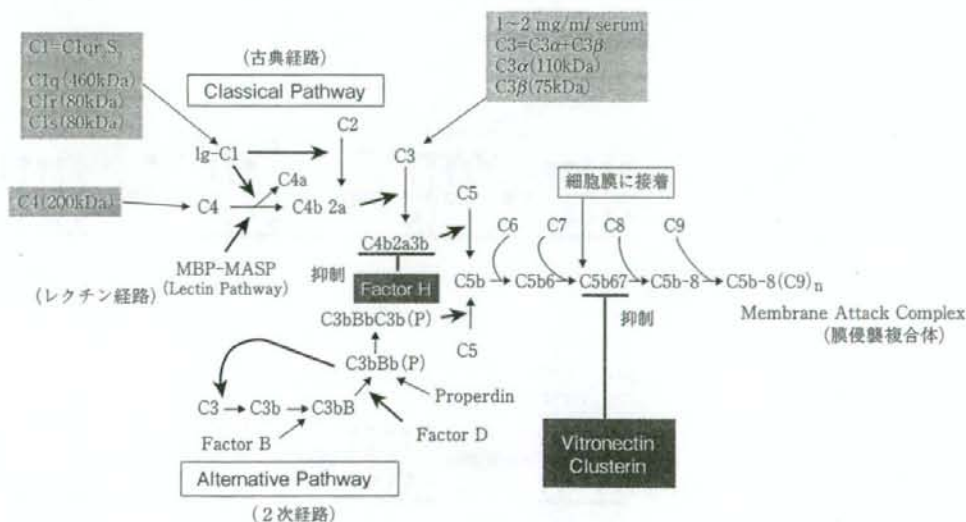 C1=C1qr₂S₂
C1q(460kDa)
C1r(80kDa)
C1s(80kDa)
(古典経路)
Classical Pathway
1~2 mg/ml serum
C3=C3α+C3β
C3α(110kDa)
C3β(75kDa)
C2
Ig-C1
C3
C4a
C4(200kDa)
C4
C4b 2a
C5
細胞膜に接着
C6
C7
C8
C9
C4b2a3b
MBP-MASP
(Lectin Pathway)
(レクチン経路)
抑制
Factor H
C5b
C5b6
C5b67
C5b-8
C5b-8(C9)n
C3bBbC3b(P)
抑制
Membrane Attack Complex
(膜侵襲複合体)
C5
C3bBb(P)
Properdin
C3
C3b
C3bB
Factor B
Factor D
Vitronectin
Clusterin
Alternative Pathway
(2次経路)